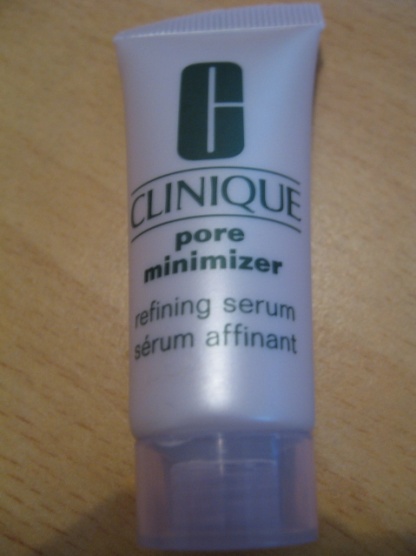 CLINIQUE
pore
minimizer
refining serum
sérum affinant